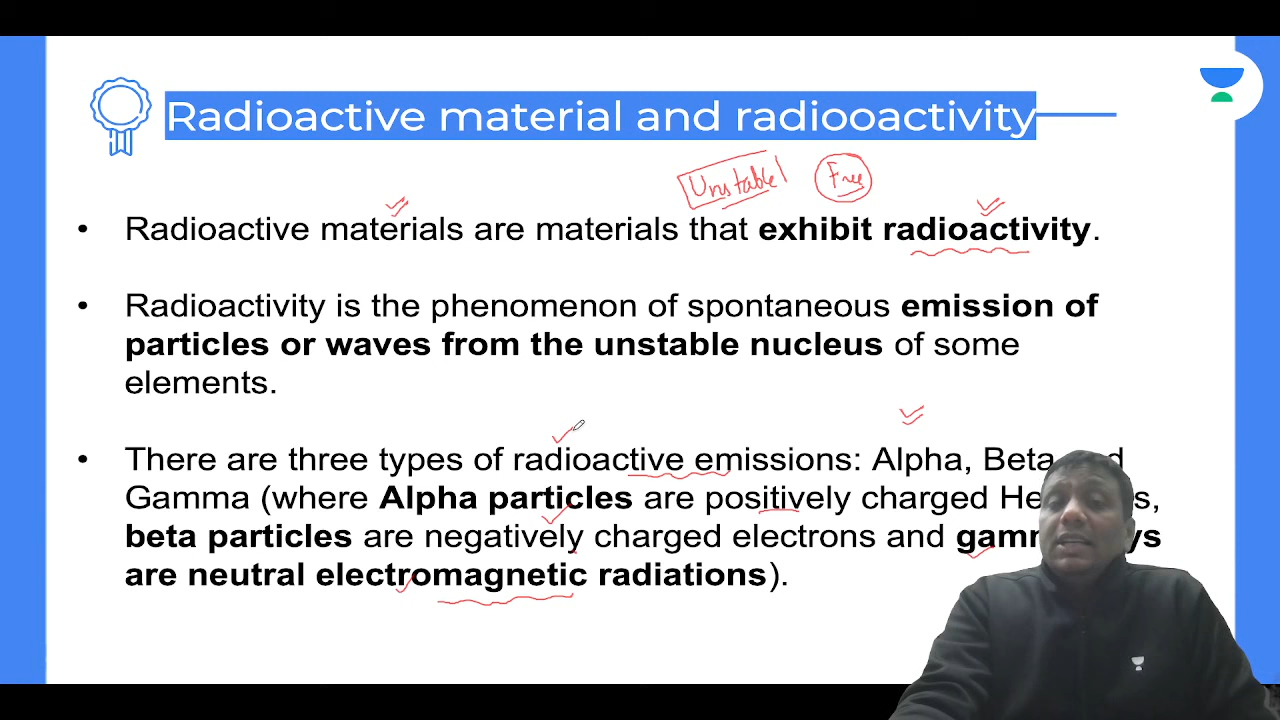 Radioactive material and radiooactivity
Unstable Free
• Radioactive materials are materials that exhibit radioactivity.
• Radioactivity is the phenomenon of spontaneous emission of
particles or waves from the unstable nucleus of some
elements.
• There are three types of radioactive emissions: Alpha, Beta
Gamma (where Alpha particles are positively charged
beta particles are negatively charged electrons and
are neutral electromagnetic radiations).